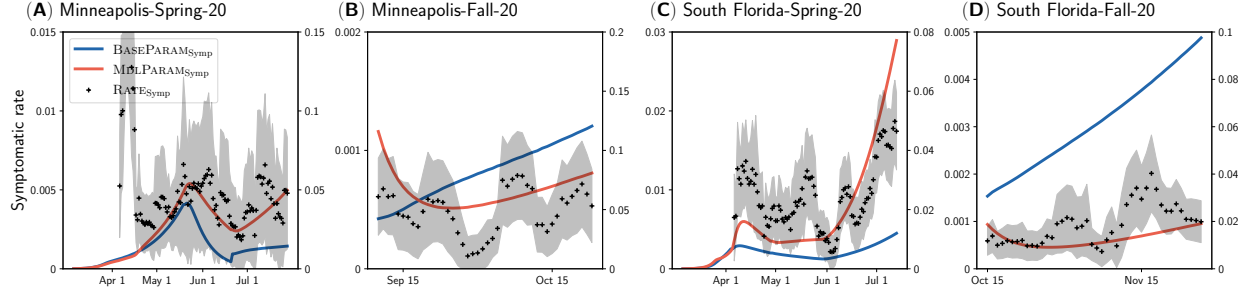 (A) Minneapolis-Spring-20
(B) Minneapolis-Fall-20
(C) South Florida-Spring-20
(D) South Florida-Fall-20
Symptomatic rate
0.015
0.010
0.005
0
0.15
0.1
0.05
0
BASEPARAMSymp
MDLPARAMSymp
RATESymp
Apr 1
May 1
Jun 1
Jul 1
0.002
0.001
0
0.2
0.15
0.1
0.05
0
Sep 15
Oct 15
0.03
0.02
0.01
0
0.08
0.06
0.04
0.02
0
Apr 1
May 1
Jun 1
Jul 1
0.005
0.004
0.003
0.002
0.001
0.000
0.1
0.08
0.06
0.04
0.02
0
Oct 15
Nov 15